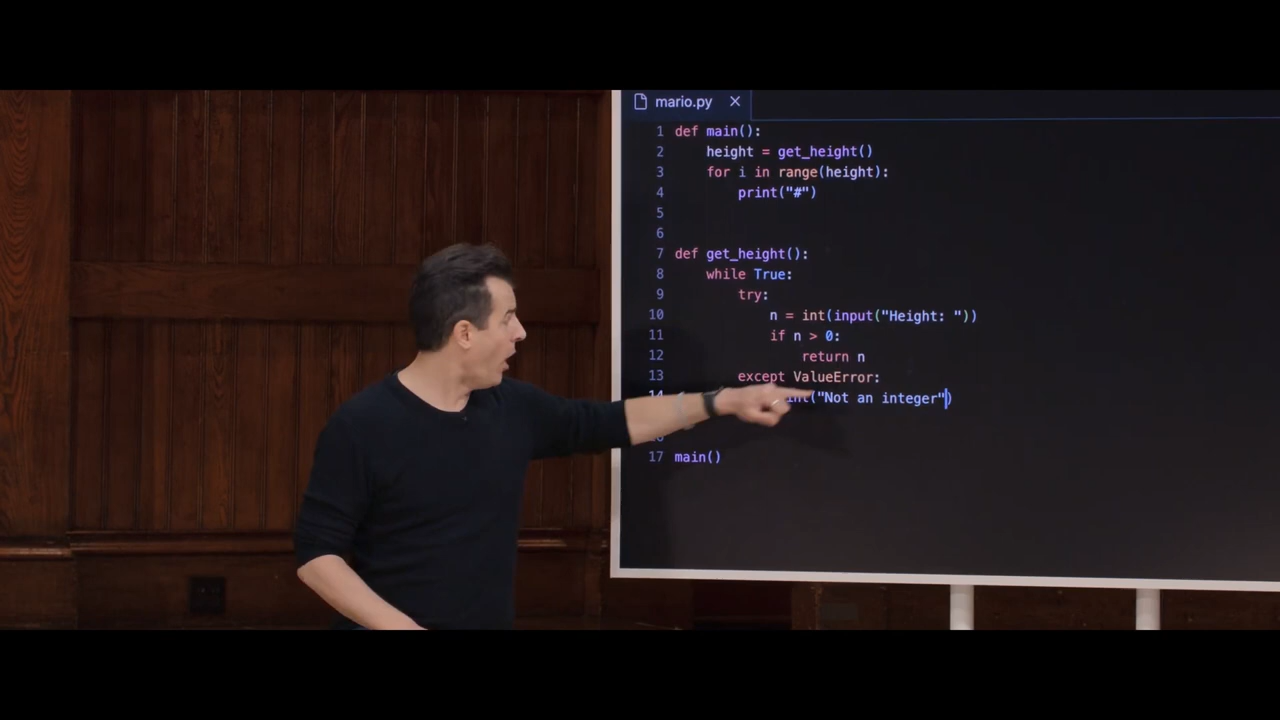 mario.py
1 def main():
2 height = get_height()
3 for i in range(height):
4 print("#")
5
6
7 def get_height():
8 while True:
9 try:
10 n = int(input("Height: "))
11 if n > 0:
12 return n
13 except ValueError:
14 ("Not an integer")
17 main()